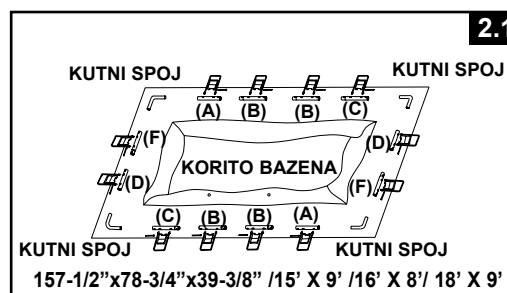 2.1
KUTNI SPOJ KUTNI SPOJ
(A) (B) (B) (C)
(F) (D)
KORITO BAZENA
(D) (F)
(C) (B) (B) (A)
KUTNI SPOJ KUTNI SPOJ
157-1/2”x78-3/4”x39-3/8” /15’ X 9’ /16’ X 8’/ 18’ X 9’